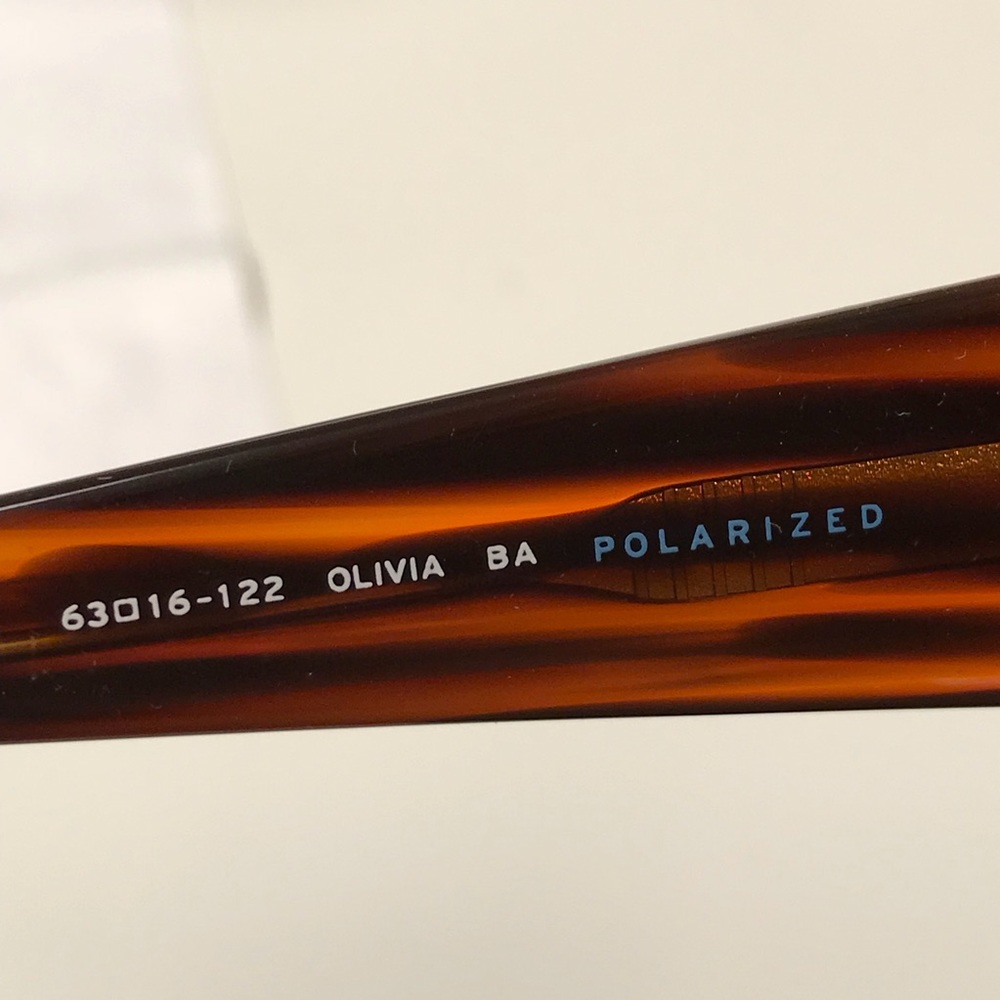 63□16-122 OLIVIA BA POLARIZED